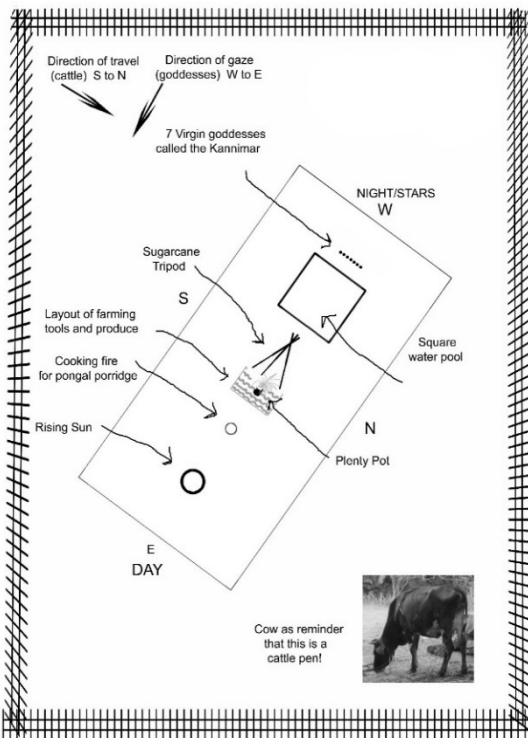 Direction of travel
(cattle) S to N
Direction of gaze
(goddesses) W to E
7 Virgin goddesses
called the Kannimar
NIGHT/STARS
W
Sugarcane
Tripod
S
Layout of farming
tools and produce
Square
water pool
Cooking fire
for pongal porridge
N
Rising Sun
Plenty Pot
E
DAY
Cow as reminder
that this is a
cattle pen!